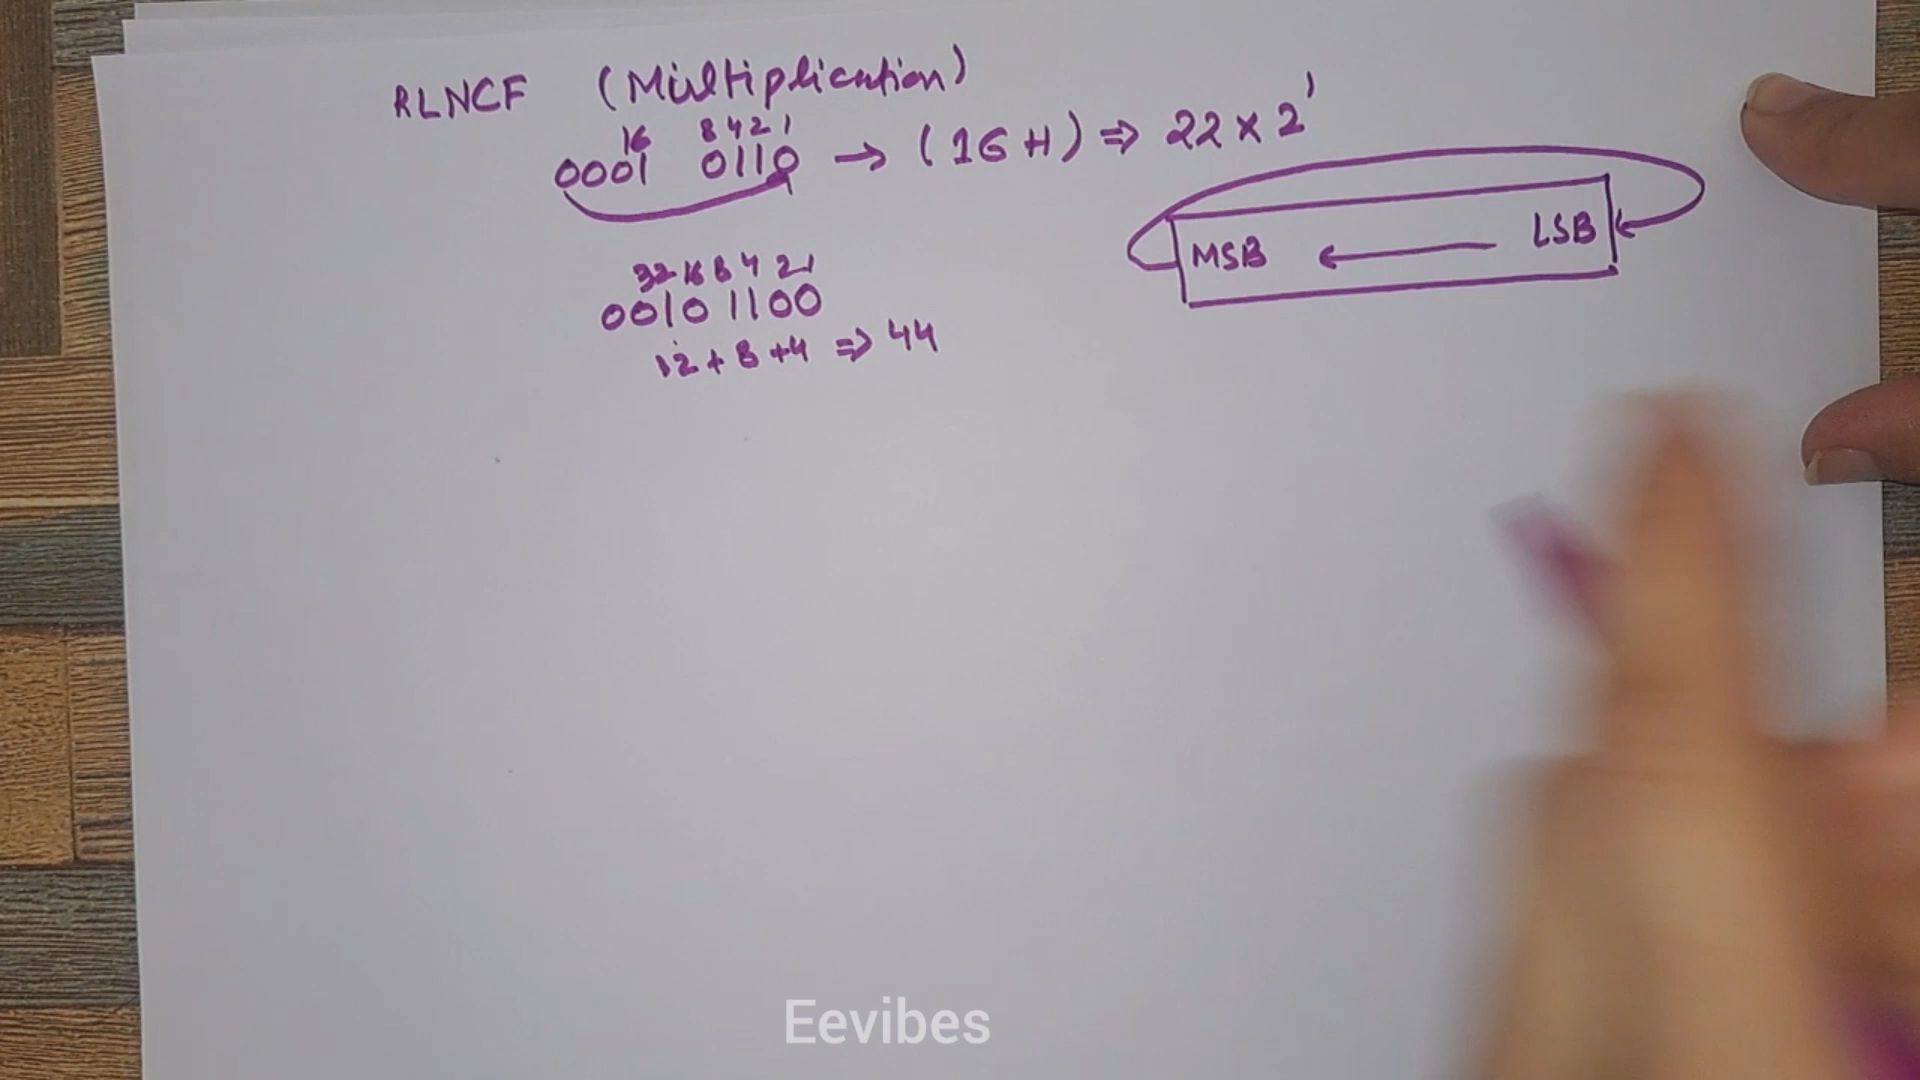 RLNCF (Multiplication)
16 8 4 2 1
0001 0110 → (16H) ⇒ 22 × 2¹
MSB ← LSB
32 16 8 4 2 1
0010 1100
12 + 8 + 4 ⇒ 44
Eevibes